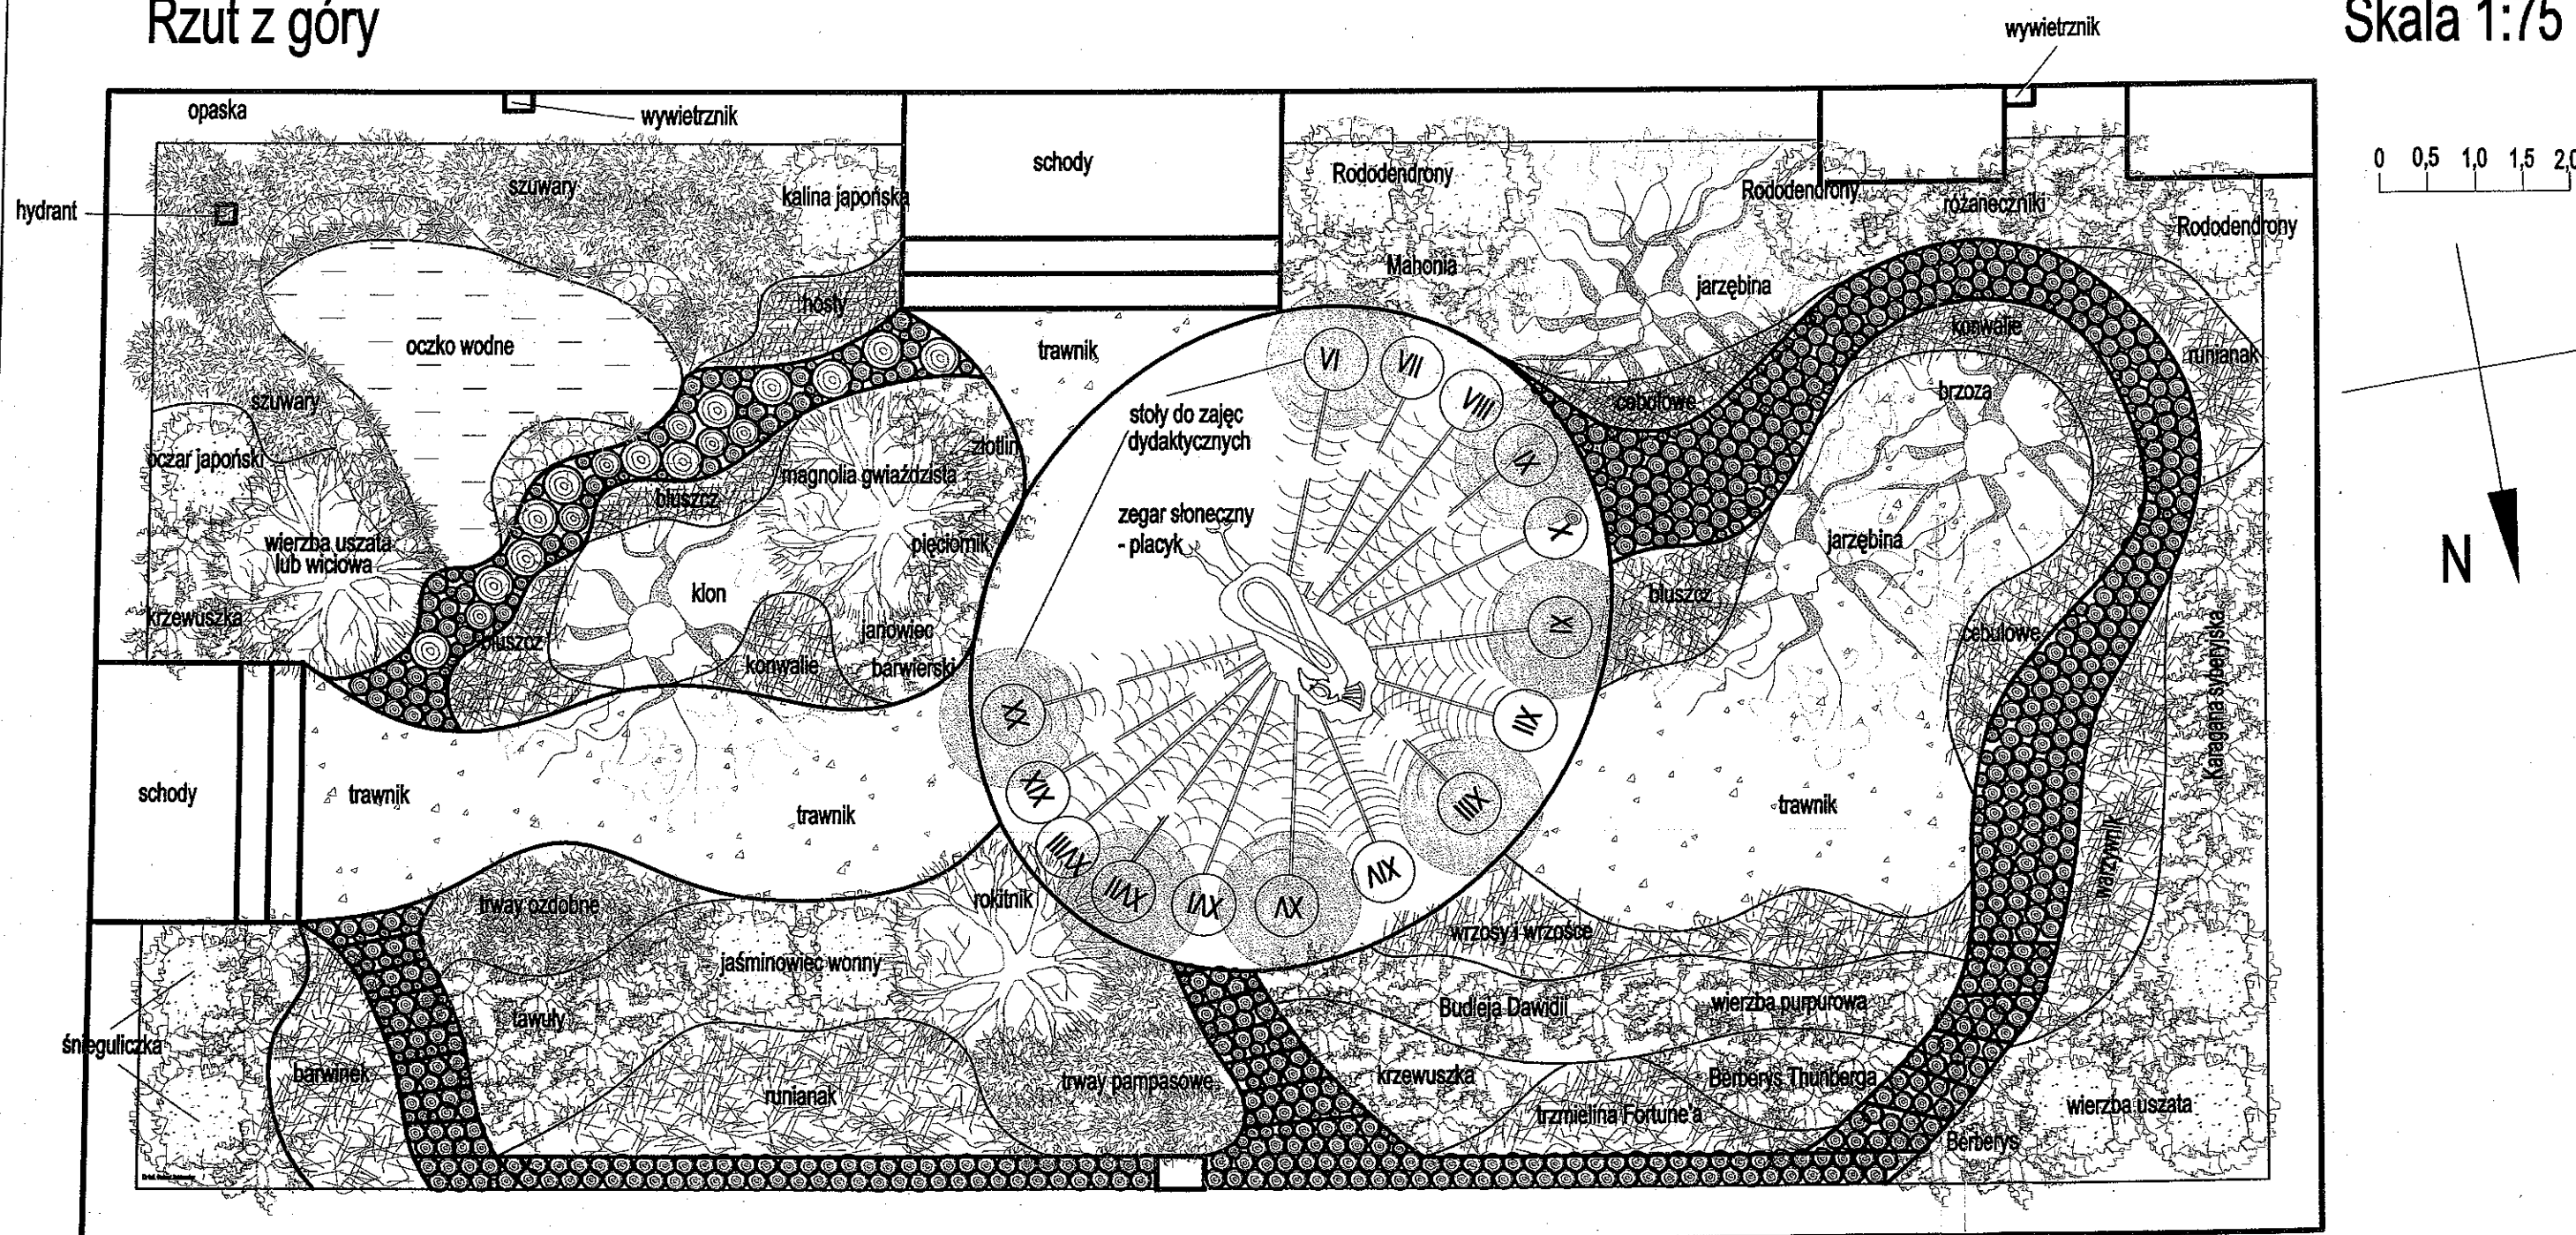 Rzut z góry
Skala 1:75
wywietrznik
opaska
wywietrznik
schody
hydrant
szuwary
kalina japońska
Rododendrony
Rododendrony
różaneczniki
Rododendrony
0 0,5 1,0 1,5 2,0
Mahonia
jarzębina
hosty
oczko wodne
trawnik
konwalie
runianak
brzoza
szuwary
cebulowe
stoły do zajęć
dydaktycznych
VI
VII
VIII
IX
X
XI
XII
XIII
XIV
XV
XVI
XVII
XVIII
XIX
XX
oczar japoński
złotlin
magnolia gwiaździsta
bluszcz
zegar słoneczny
- placyk
wierzba uszata
lub wiciowa
pięciornik
jarzębina
N
klon
bluszcz
krzewuszka
bluszcz
janowiec
barwierski
konwalie
cebulowe
Karagana syberyjska
schody
trawnik
trawnik
trawnik
warzywnik
trway ozdobne
rokitnik
wrzosy i wrzośce
jaśminowiec wonny
Budleja Dawidii
wierzba purpurowa
tawuły
śnieguliczka
barwinek
runianak
trway pampasowe
krzewuszka
Berberys Thunberga
trzmielina Fortune'a
wierzba uszata
Berberys